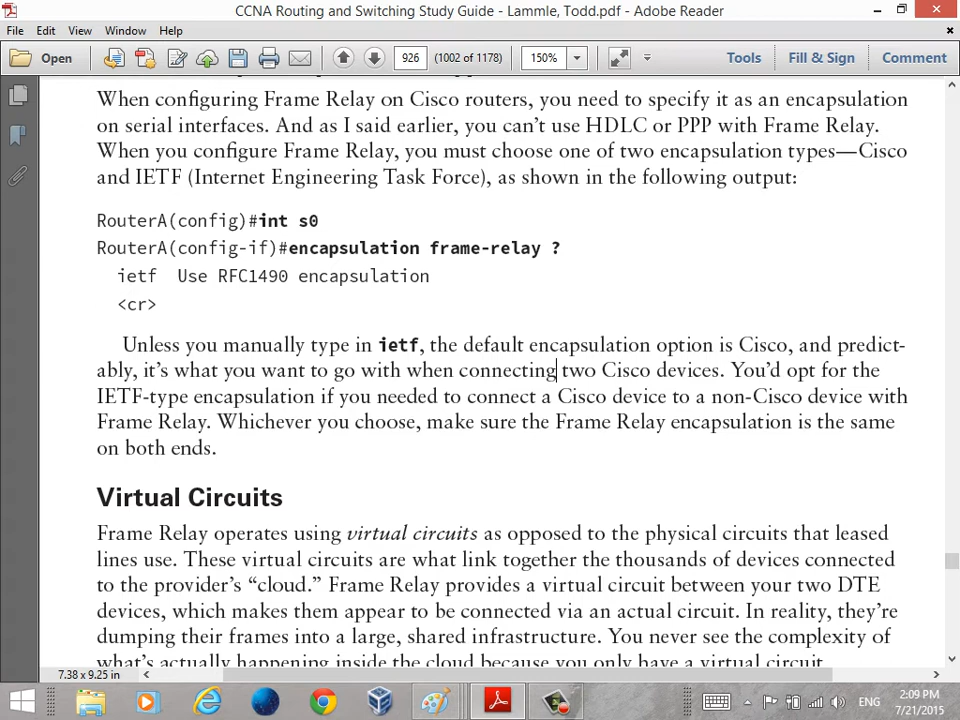 CCNA Routing and Switching Study Guide - Lammle, Todd.pdf - Adobe Reader
File Edit View Window Help
Open 926 (1002 of 1178) 150% Tools Fill & Sign Comment
When configuring Frame Relay on Cisco routers, you need to specify it as an encapsulation
on serial interfaces. And as I said earlier, you can’t use HDLC or PPP with Frame Relay.
When you configure Frame Relay, you must choose one of two encapsulation types—Cisco
and IETF (Internet Engineering Task Force), as shown in the following output:
RouterA(config)#int s0
RouterA(config-if)#encapsulation frame-relay ?
ietf Use RFC1490 encapsulation
<cr>
Unless you manually type in ietf, the default encapsulation option is Cisco, and predict-
ably, it’s what you want to go with when connecting two Cisco devices. You’d opt for the
IETF-type encapsulation if you needed to connect a Cisco device to a non-Cisco device with
Frame Relay. Whichever you choose, make sure the Frame Relay encapsulation is the same
on both ends.
Virtual Circuits
Frame Relay operates using virtual circuits as opposed to the physical circuits that leased
lines use. These virtual circuits are what link together the thousands of devices connected
to the provider’s “cloud.” Frame Relay provides a virtual circuit between your two DTE
devices, which makes them appear to be connected via an actual circuit. In reality, they’re
dumping their frames into a large, shared infrastructure. You never see the complexity of
what’s actually happening inside the cloud because you only have a virtual circuit
7.38 x 9.25 in
ENG
2:09 PM
7/21/2015